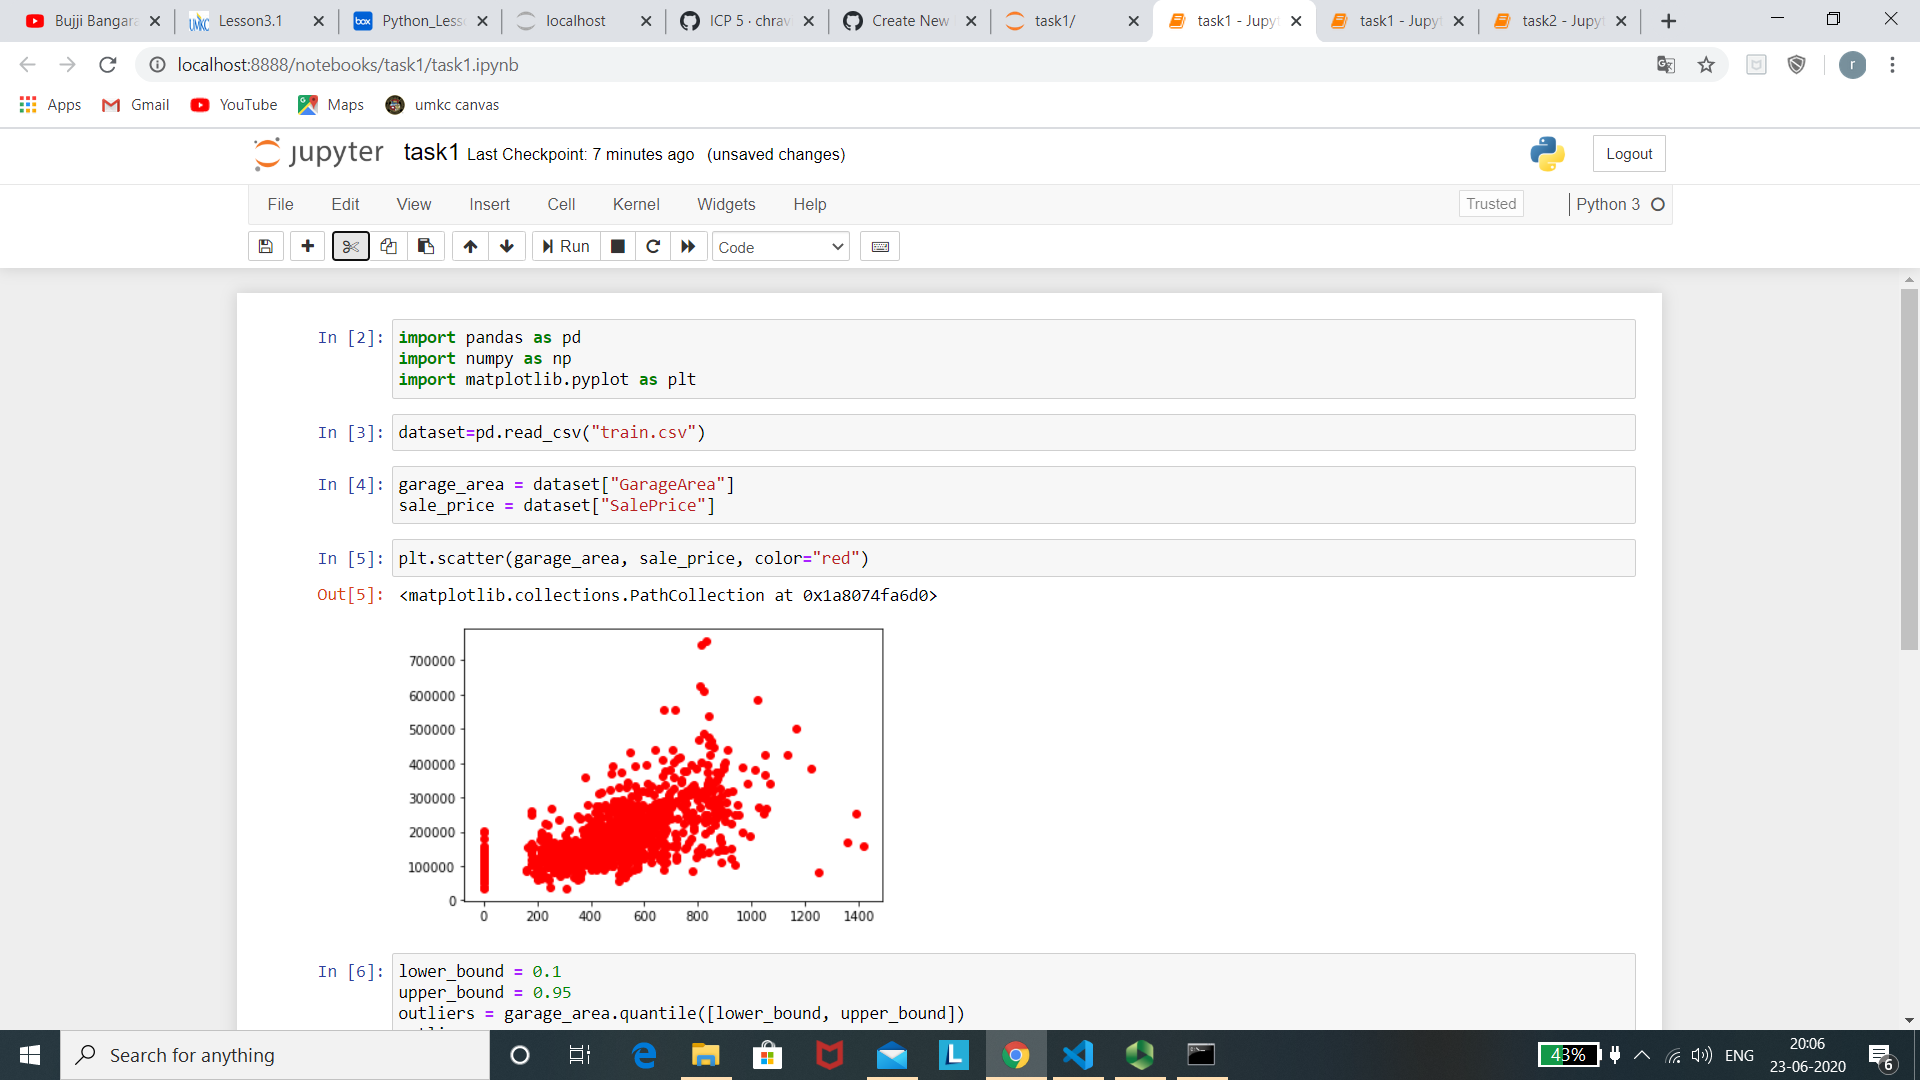 Bujji Bangara
Lesson3.1
Python_Less
localhost
ICP 5 · chrav
Create New
task1/
task1 - Jupyt
task1 - Jupyt
task2 - Jupyt
localhost:8888/notebooks/task1/task1.ipynb
r
Apps
Gmail
YouTube
Maps
umkc canvas
jupyter task1 Last Checkpoint: 7 minutes ago (unsaved changes)
Logout
File Edit View Insert Cell Kernel Widgets Help
Trusted
Python 3
Run
Code
In [2]: import pandas as pd
import numpy as np
import matplotlib.pyplot as plt
In [3]: dataset=pd.read_csv("train.csv")
In [4]: garage_area = dataset["GarageArea"]
sale_price = dataset["SalePrice"]
In [5]: plt.scatter(garage_area, sale_price, color="red")
Out[5]: <matplotlib.collections.PathCollection at 0x1a8074fa6d0>
700000
600000
500000
400000
300000
200000
100000
0
0 200 400 600 800 1000 1200 1400
In [6]: lower_bound = 0.1
upper_bound = 0.95
outliers = garage_area.quantile([lower_bound, upper_bound])
Search for anything
43%
ENG
20:06
23-06-2020
6